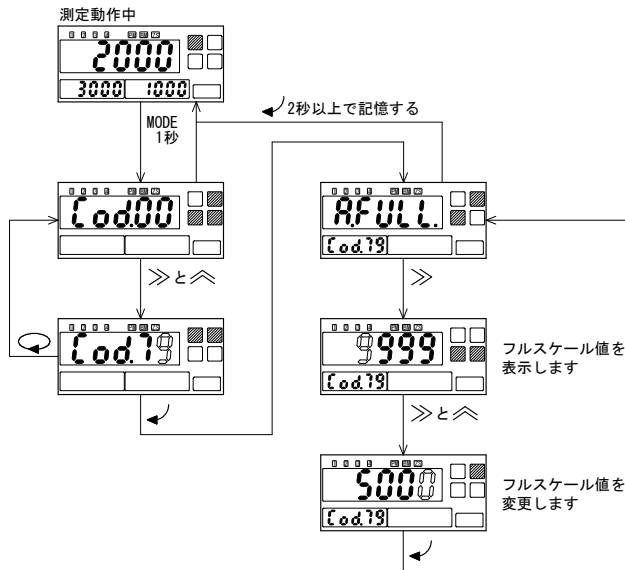 測定動作中
2000
3000 1000
MODE
1秒
2秒以上で記憶する
Cod.00
A.FULL.
Cod.79
≫と︽
≫
Cod.79
9999
Cod.79
フルスケール値を
表示します
≫と︽
5000
Cod.79
フルスケール値を
変更します